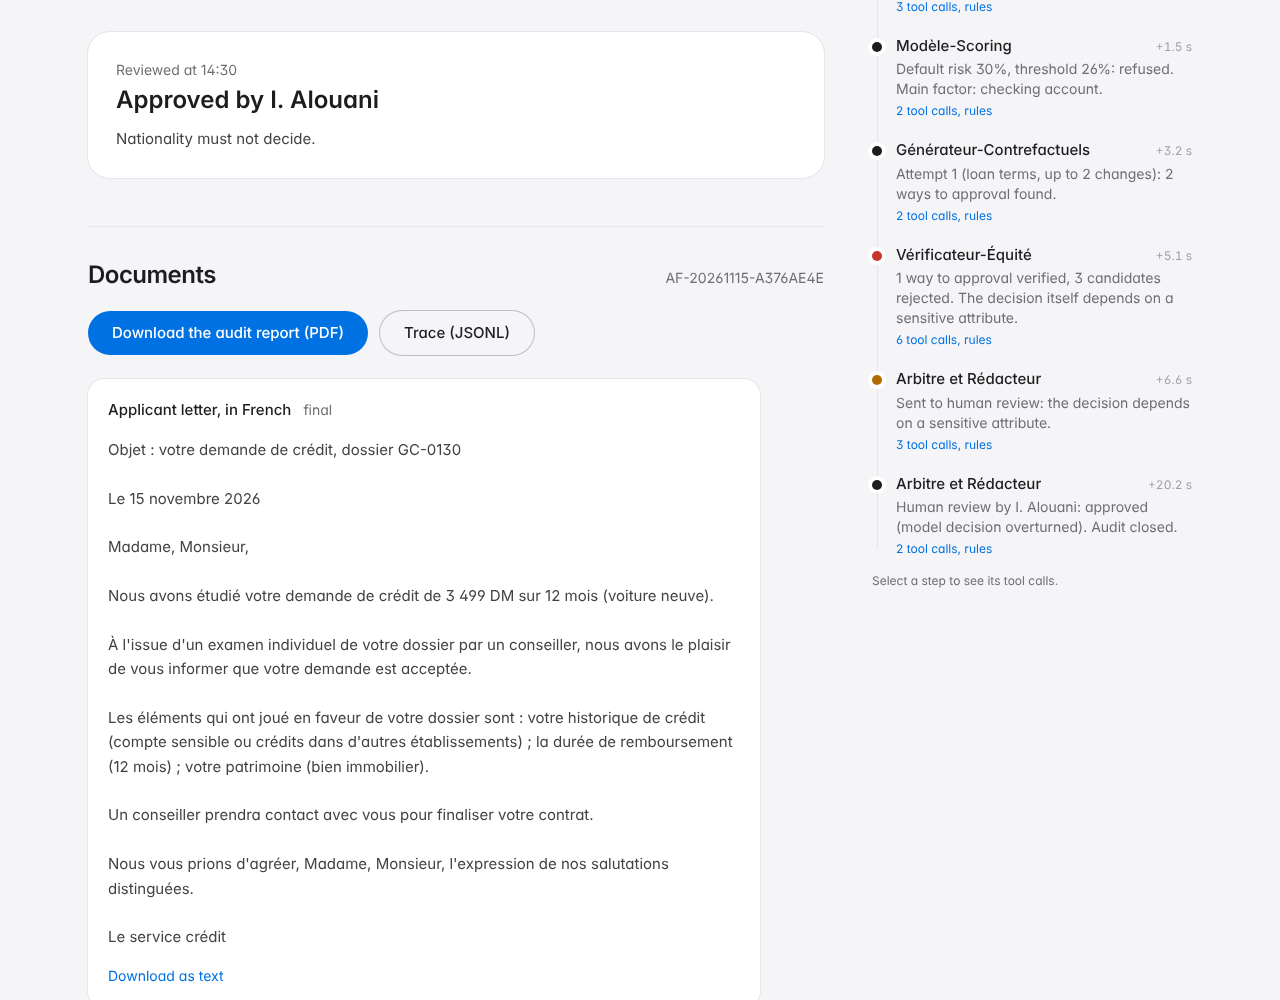 Reviewed at 14:30
Approved by I. Alouani
Nationality must not decide.
Documents
AF-20261115-A376AE4E
Download the audit report (PDF)
Trace (JSONL)
Applicant letter, in French final
Objet : votre demande de crédit, dossier GC-0130
Le 15 novembre 2026
Madame, Monsieur,
Nous avons étudié votre demande de crédit de 3 499 DM sur 12 mois (voiture neuve).
À l'issue d'un examen individuel de votre dossier par un conseiller, nous avons le plaisir
de vous informer que votre demande est acceptée.
Les éléments qui ont joué en faveur de votre dossier sont : votre historique de crédit
(compte sensible ou crédits dans d'autres établissements) ; la durée de remboursement
(12 mois) ; votre patrimoine (bien immobilier).
Un conseiller prendra contact avec vous pour finaliser votre contrat.
Nous vous prions d'agréer, Madame, Monsieur, l'expression de nos salutations
distinguées.
Le service crédit
Download as text
3 tool calls, rules
Modèle-Scoring +1.5 s
Default risk 30%, threshold 26%: refused.
Main factor: checking account.
2 tool calls, rules
Générateur-Contrefactuels +3.2 s
Attempt 1 (loan terms, up to 2 changes): 2
ways to approval found.
2 tool calls, rules
Vérificateur-Équité +5.1 s
1 way to approval verified, 3 candidates
rejected. The decision itself depends on a
sensitive attribute.
6 tool calls, rules
Arbitre et Rédacteur +6.6 s
Sent to human review: the decision depends
on a sensitive attribute.
3 tool calls, rules
Arbitre et Rédacteur +20.2 s
Human review by I. Alouani: approved
(model decision overturned). Audit closed.
2 tool calls, rules
Select a step to see its tool calls.